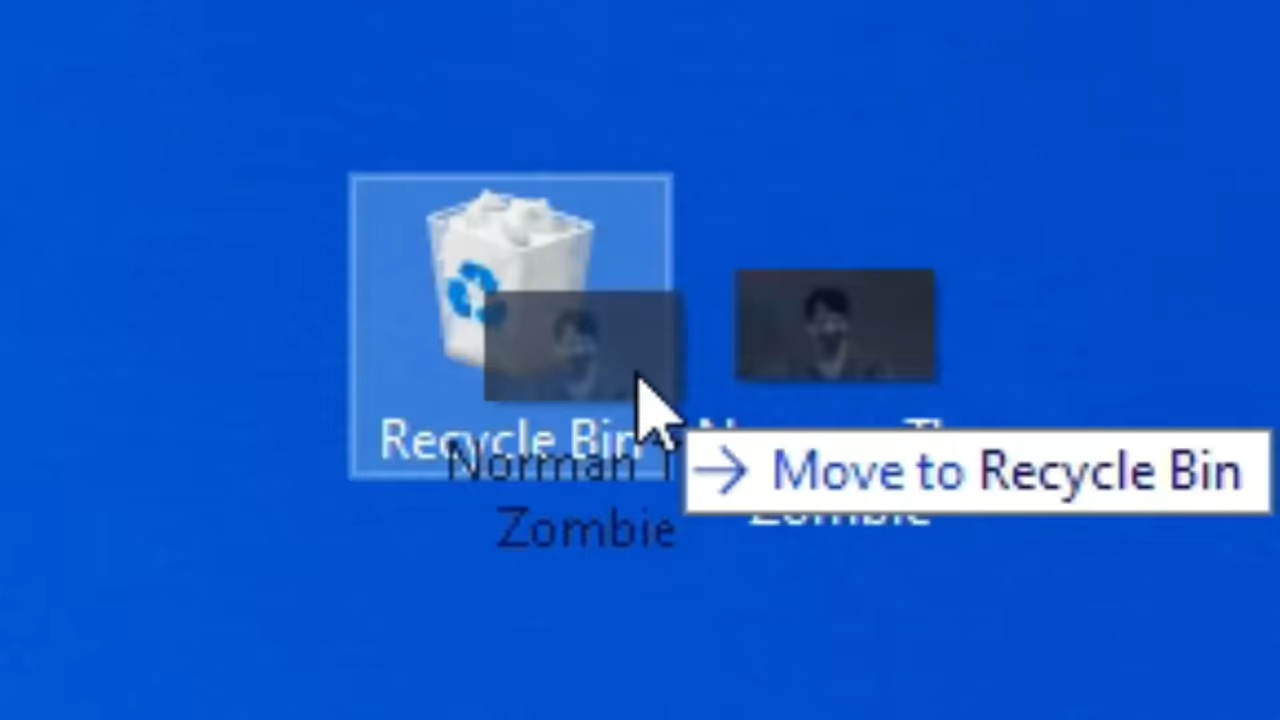 Recycle Bin
Norman T
Zombie
Move to Recycle Bin
Zombie